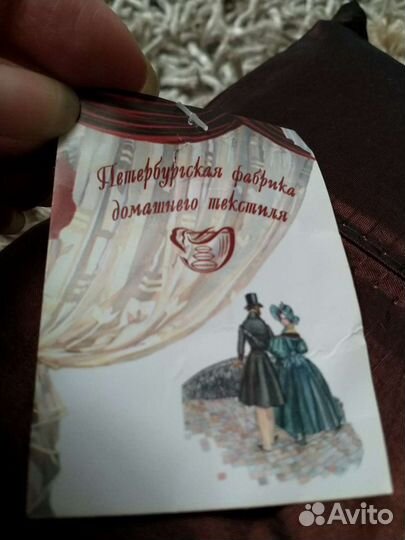 Петербургская фабрика
домашнего текстиля
Avito